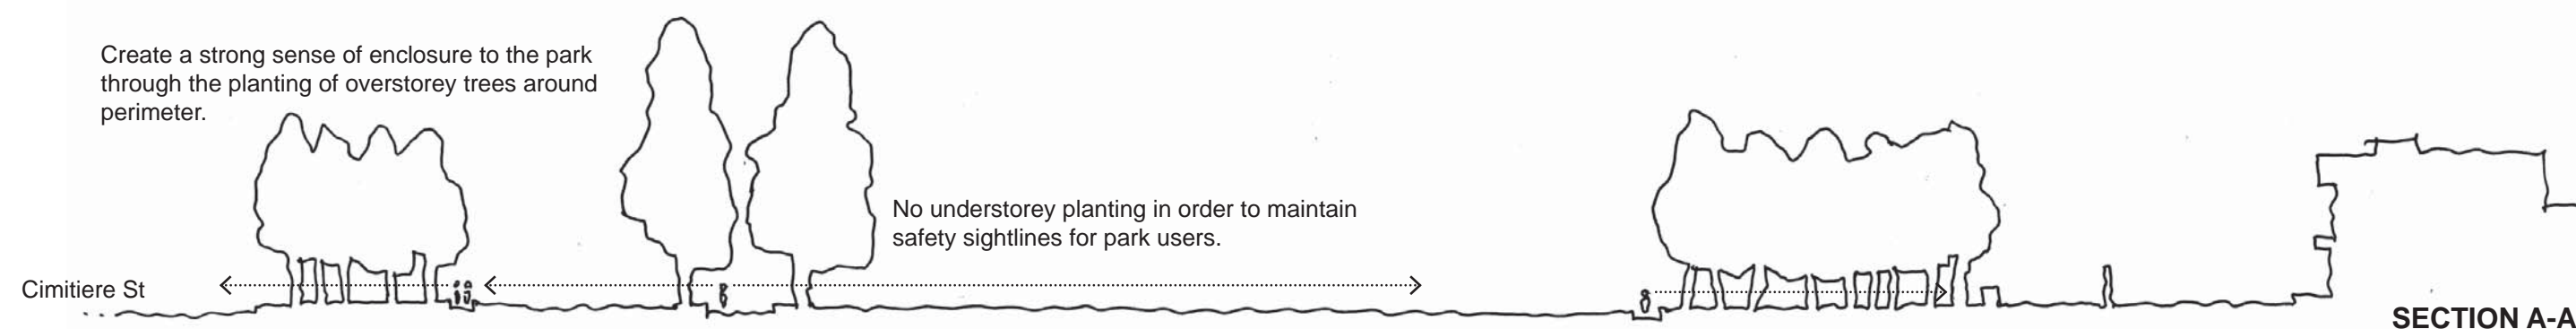 Create a strong sense of enclosure to the park
through the planting of overstorey trees around
perimeter.
No understorey planting in order to maintain
safety sightlines for park users.
Cimitiere St
SECTION A-A